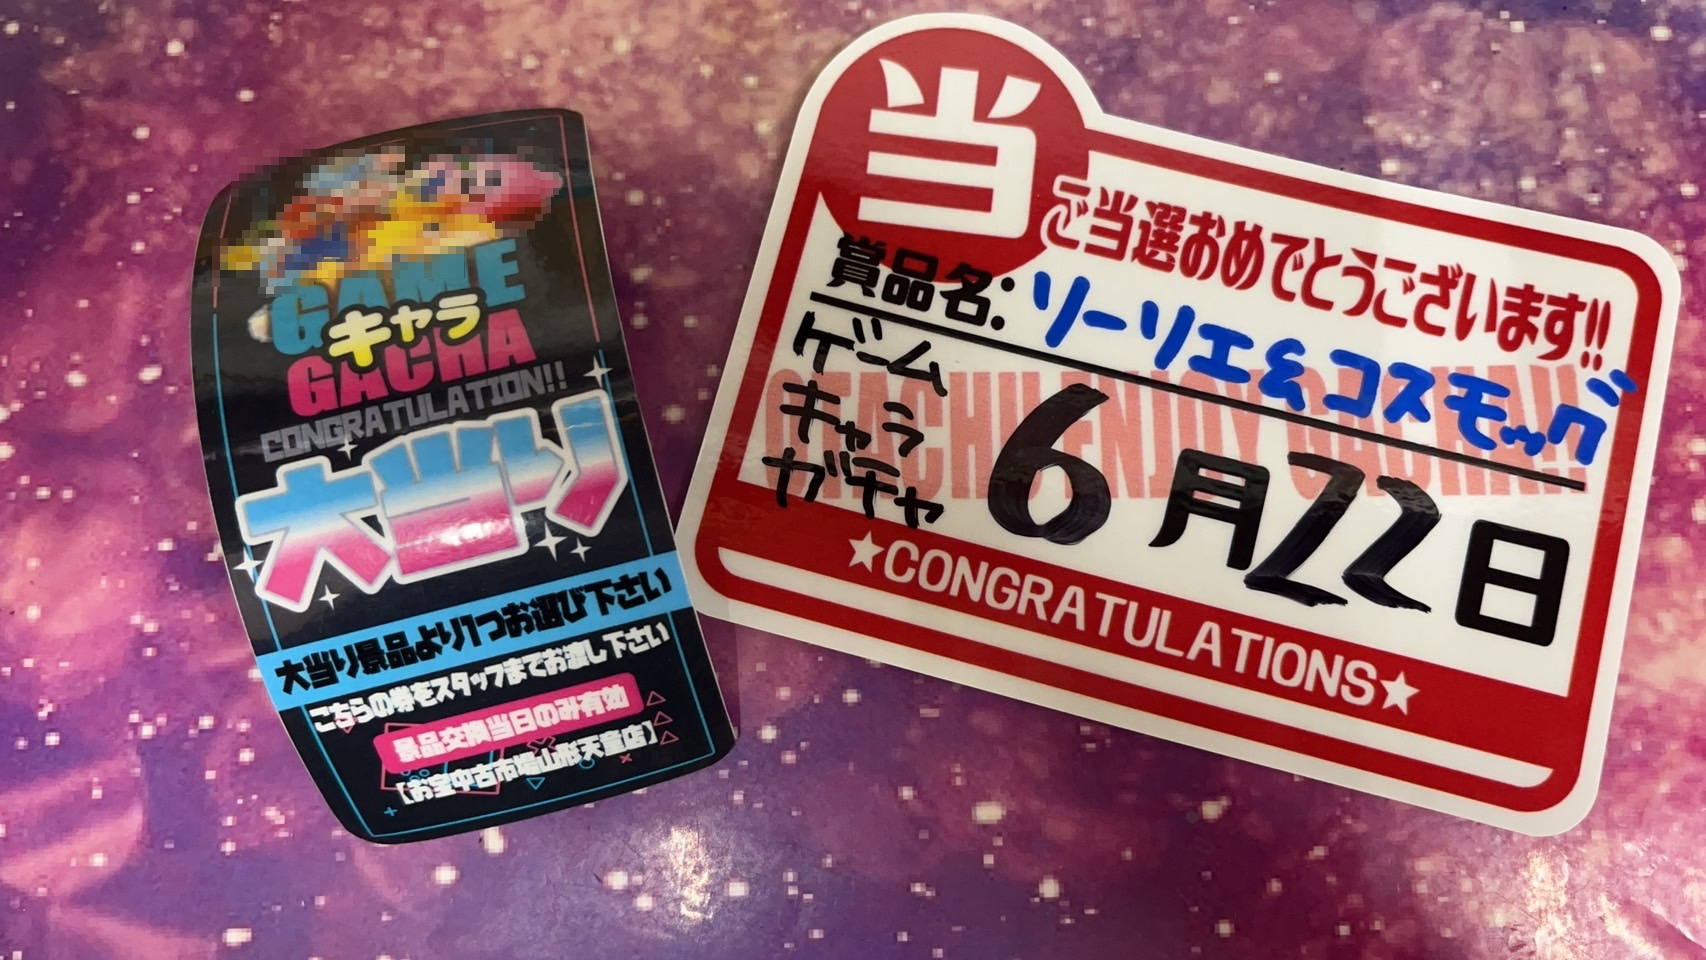 GAME
キャラ
GACHA
CONGRATULATION!!
大当り
大当り景品より1つお選び下さい
こちらの券をスタッフまでお渡し下さい
景品交換当日のみ有効
【お宝中古市場山形天童店】
当
ご当選おめでとうございます!!
賞品名:ソーリエ&コスモッグ
ゲーム
キャラ
ガチャ
OTACHU ENJOY GACHA!!
6月22日
★CONGRATULATIONS★